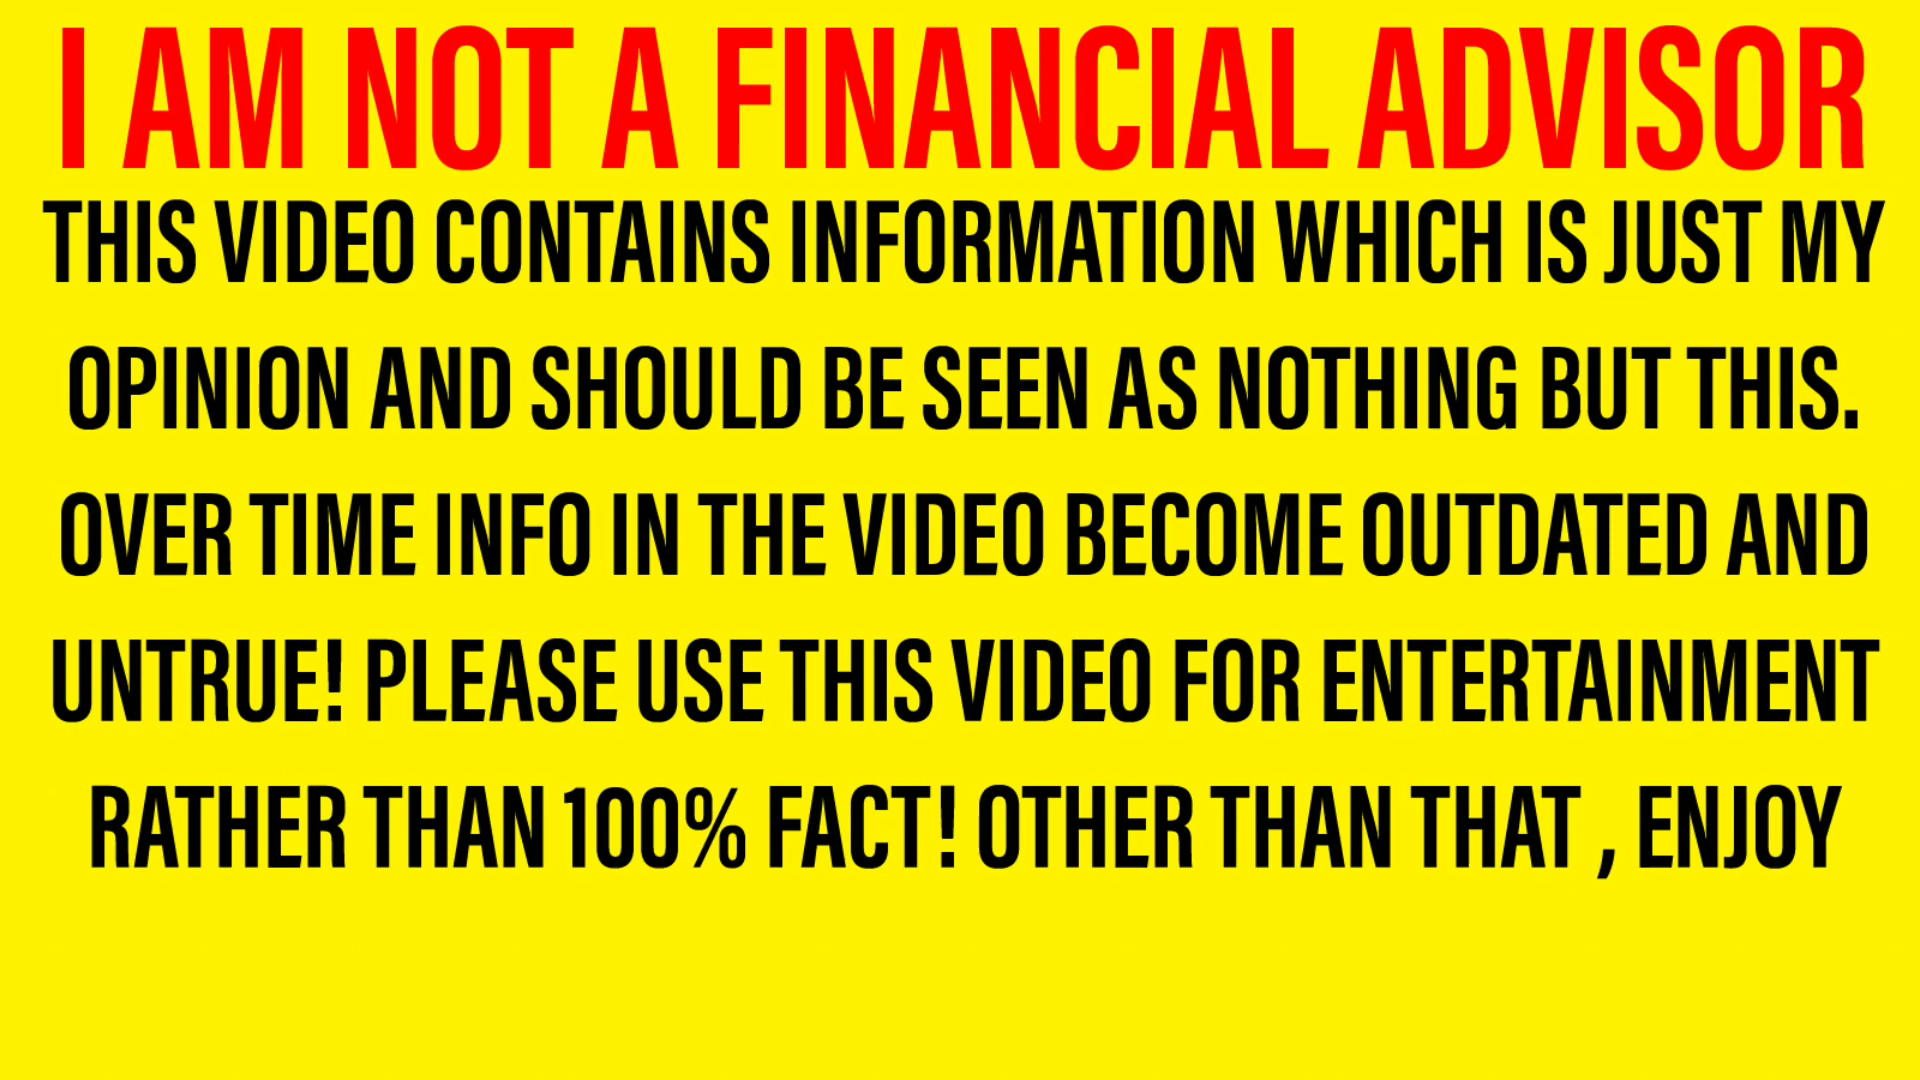 I AM NOT A FINANCIAL ADVISOR
THIS VIDEO CONTAINS INFORMATION WHICH IS JUST MY
OPINION AND SHOULD BE SEEN AS NOTHING BUT THIS.
OVER TIME INFO IN THE VIDEO BECOME OUTDATED AND
UNTRUE! PLEASE USE THIS VIDEO FOR ENTERTAINMENT
RATHER THAN 100% FACT! OTHER THAN THAT , ENJOY